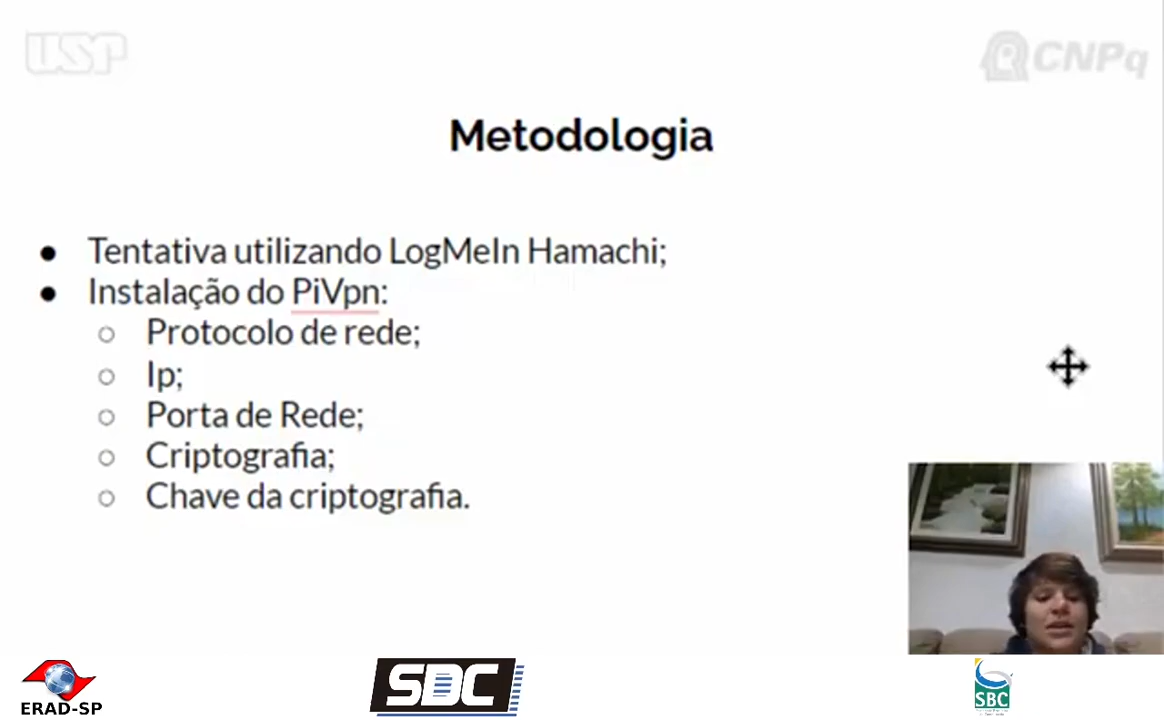 USP
CNPq
Metodologia
● Tentativa utilizando LogMeIn Hamachi;
● Instalação do PiVpn:
○ Protocolo de rede;
○ Ip;
○ Porta de Rede;
○ Criptografia;
○ Chave da criptografia.
ERAD-SP
SBC
SBC